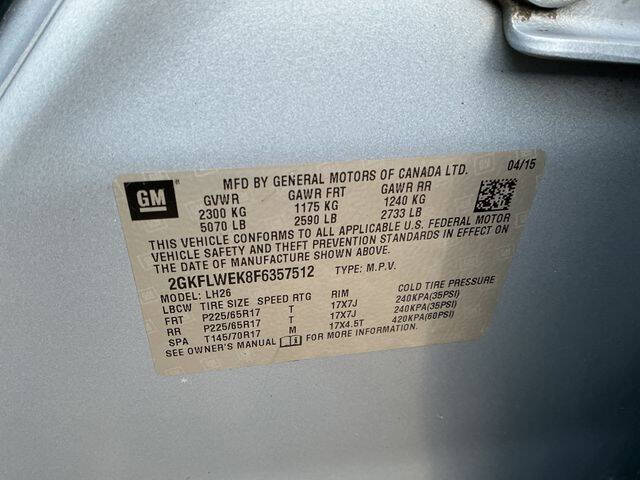 GM
MFD BY GENERAL MOTORS OF CANADA LTD. 04/15
GVWR GAWR FRT GAWR RR
2300 KG 1175 KG 1240 KG
5070 LB 2590 LB 2733 LB
THIS VEHICLE CONFORMS TO ALL APPLICABLE U.S. FEDERAL MOTOR
VEHICLE SAFETY AND THEFT PREVENTION STANDARDS IN EFFECT ON
THE DATE OF MANUFACTURE SHOWN ABOVE.
2GKFLWEK8F6357512 TYPE: M.P.V.
MODEL: LH26
LBCW TIRE SIZE SPEED RTG RIM COLD TIRE PRESSURE
FRT P225/65R17 T 17X7J 240KPA(35PSI)
RR P225/65R17 T 17X7J 240KPA(35PSI)
SPA T145/70R17 M 17X4.5T 420KPA(60PSI)
SEE OWNER'S MANUAL i FOR MORE INFORMATION